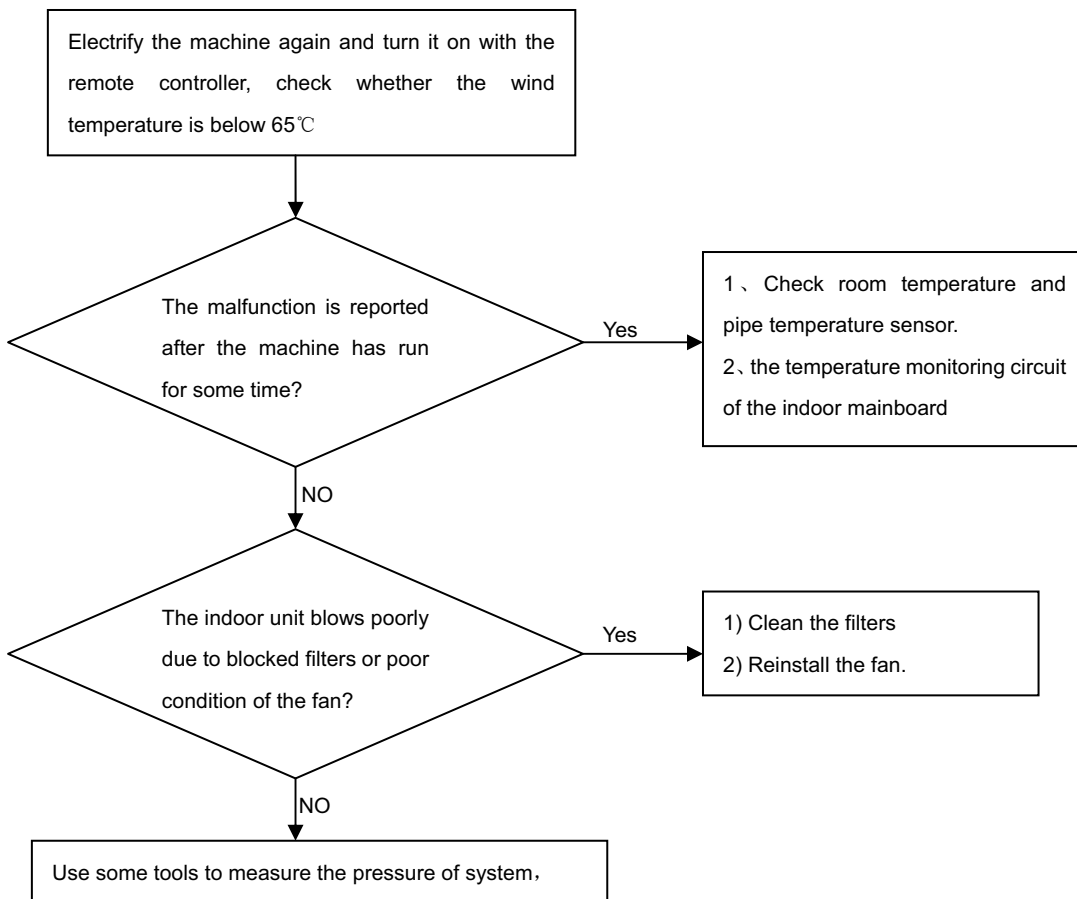 Electrify the machine again and turn it on with the
remote controller, check whether the wind
temperature is below 65℃
The malfunction is reported
after the machine has run
for some time?
Yes
1、Check room temperature and
pipe temperature sensor.
2、the temperature monitoring circuit
of the indoor mainboard
NO
The indoor unit blows poorly
due to blocked filters or poor
condition of the fan?
Yes
1) Clean the filters
2) Reinstall the fan.
NO
Use some tools to measure the pressure of system，